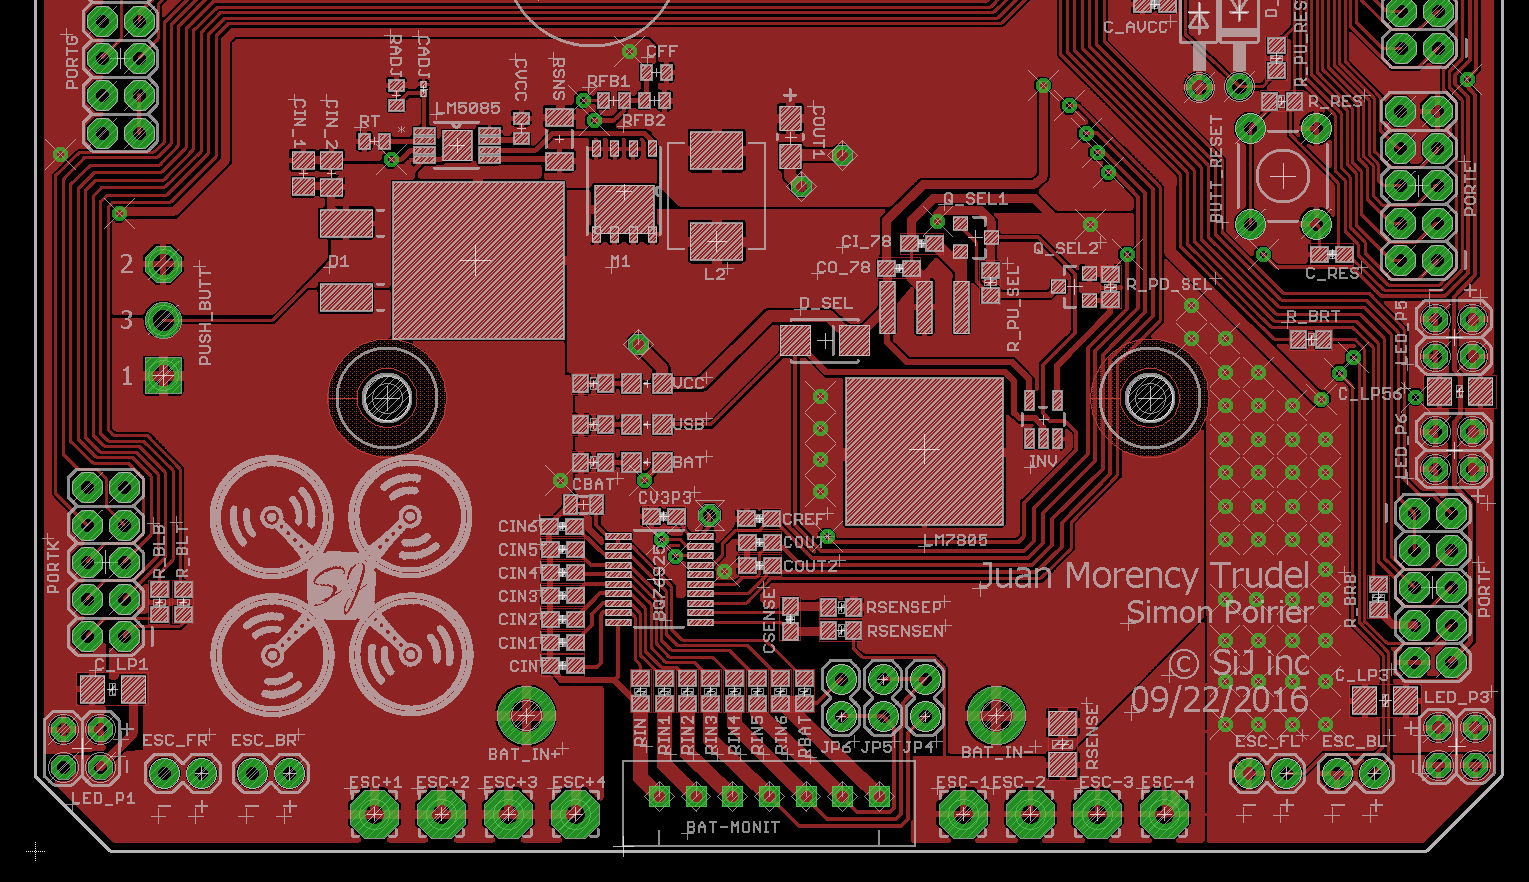 C_AVCC
R_PU_RES
PORTG
RADJ
CADJ
CVCC
RSNS
CFF
RFB1
RFB2
LM5085
RT
CIN_1
CIN_2
COUT1
R_RES
BUTT_RESET
PORTE
C_RES
2
3
1
PUSH_BUTT
D1
M1
L2
Q_SEL1
Q_SEL2
CI_78
CO_78
R_PU_SEL
R_PD_SEL
D_SEL
R_BRT
LED_P5
C_LP56
LED_P6
VCC
USB
BAT
CBAT
CV3P3
INV
LM7805
CREF
COUT
COUT2
CIN6
CIN5
CIN4
CIN3
CIN2
CIN1
CIN
PORTK
R_BLB
R_BLT
SJ
CSENSE
RSENSEP
RSENSEN
Juan Morency Trudel
Simon Poirier
© SiJ inc
09/22/2016
R_BRB
PORTF
C_LP1
C_LP3
LED_P3
LED_P1
ESC_FR
ESC_BR
BAT_IN+
BAT_IN-
RIN
RIN1
RIN2
RIN3
RIN4
RIN5
RIN6
RBAT
JP6
JP5
JP4
RSENSE
ESC_FL
ESC_BL
ESC+1
ESC+2
ESC+3
ESC+4
ESC-1
ESC-2
ESC-3
ESC-4
BAT-MONIT